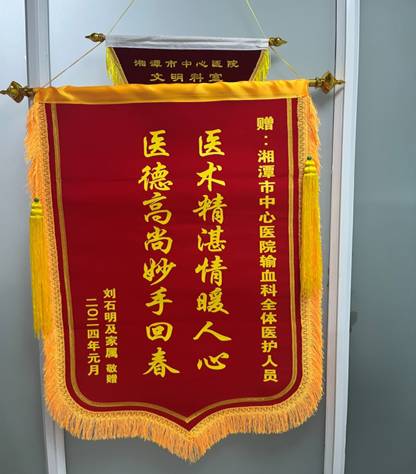 湘潭市中心医院
文明科室
赠：湘潭市中心医院输血科全体医护人员
医术精湛情暖人心
医德高尚妙手回春
刘石明及家属 敬赠
二〇二四年元月